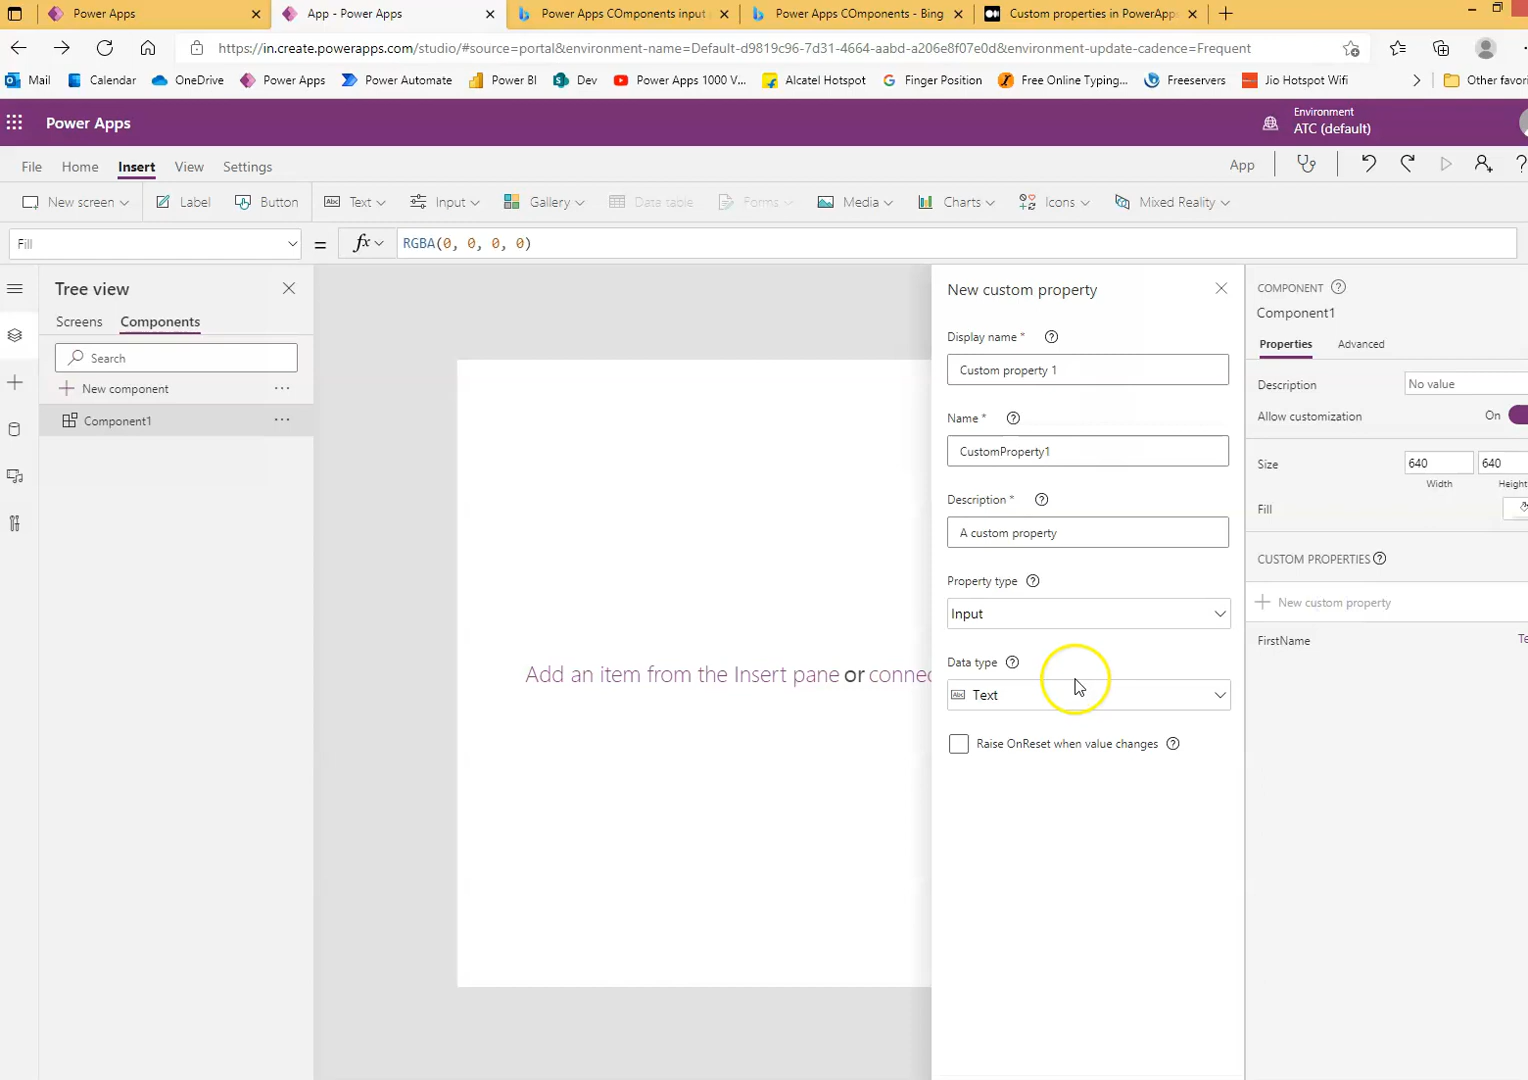 Power Apps
App - Power Apps
Power Apps COmponents input
Power Apps COmponents - Bing
Custom properties in PowerApp
https://in.create.powerapps.com/studio/#source=portal&environment-name=Default-d9819c96-7d31-4664-aabd-a206e8f07e0d&environment-update-cadence=Frequent
Mail
Calendar
OneDrive
Power Apps
Power Automate
Power BI
Dev
Power Apps 1000 V...
Alcatel Hotspot
Finger Position
Free Online Typing...
Freeservers
Jio Hotspot Wifi
Other favori
Power Apps
Environment
ATC (default)
File
Home
Insert
View
Settings
App
New screen
Label
Button
Text
Input
Gallery
Data table
Forms
Media
Charts
Icons
Mixed Reality
Fill
=
fx
RGBA(0, 0, 0, 0)
Tree view
Screens
Components
Search
New component
Component1
Add an item from the Insert pane or connec
New custom property
Display name *
Custom property 1
Name *
CustomProperty1
Description *
A custom property
Property type
Input
Data type
Abc Text
Raise OnReset when value changes
COMPONENT
Component1
Properties
Advanced
Description
No value
Allow customization
On
Size
640
640
Width
Height
Fill
CUSTOM PROPERTIES
New custom property
FirstName
Te